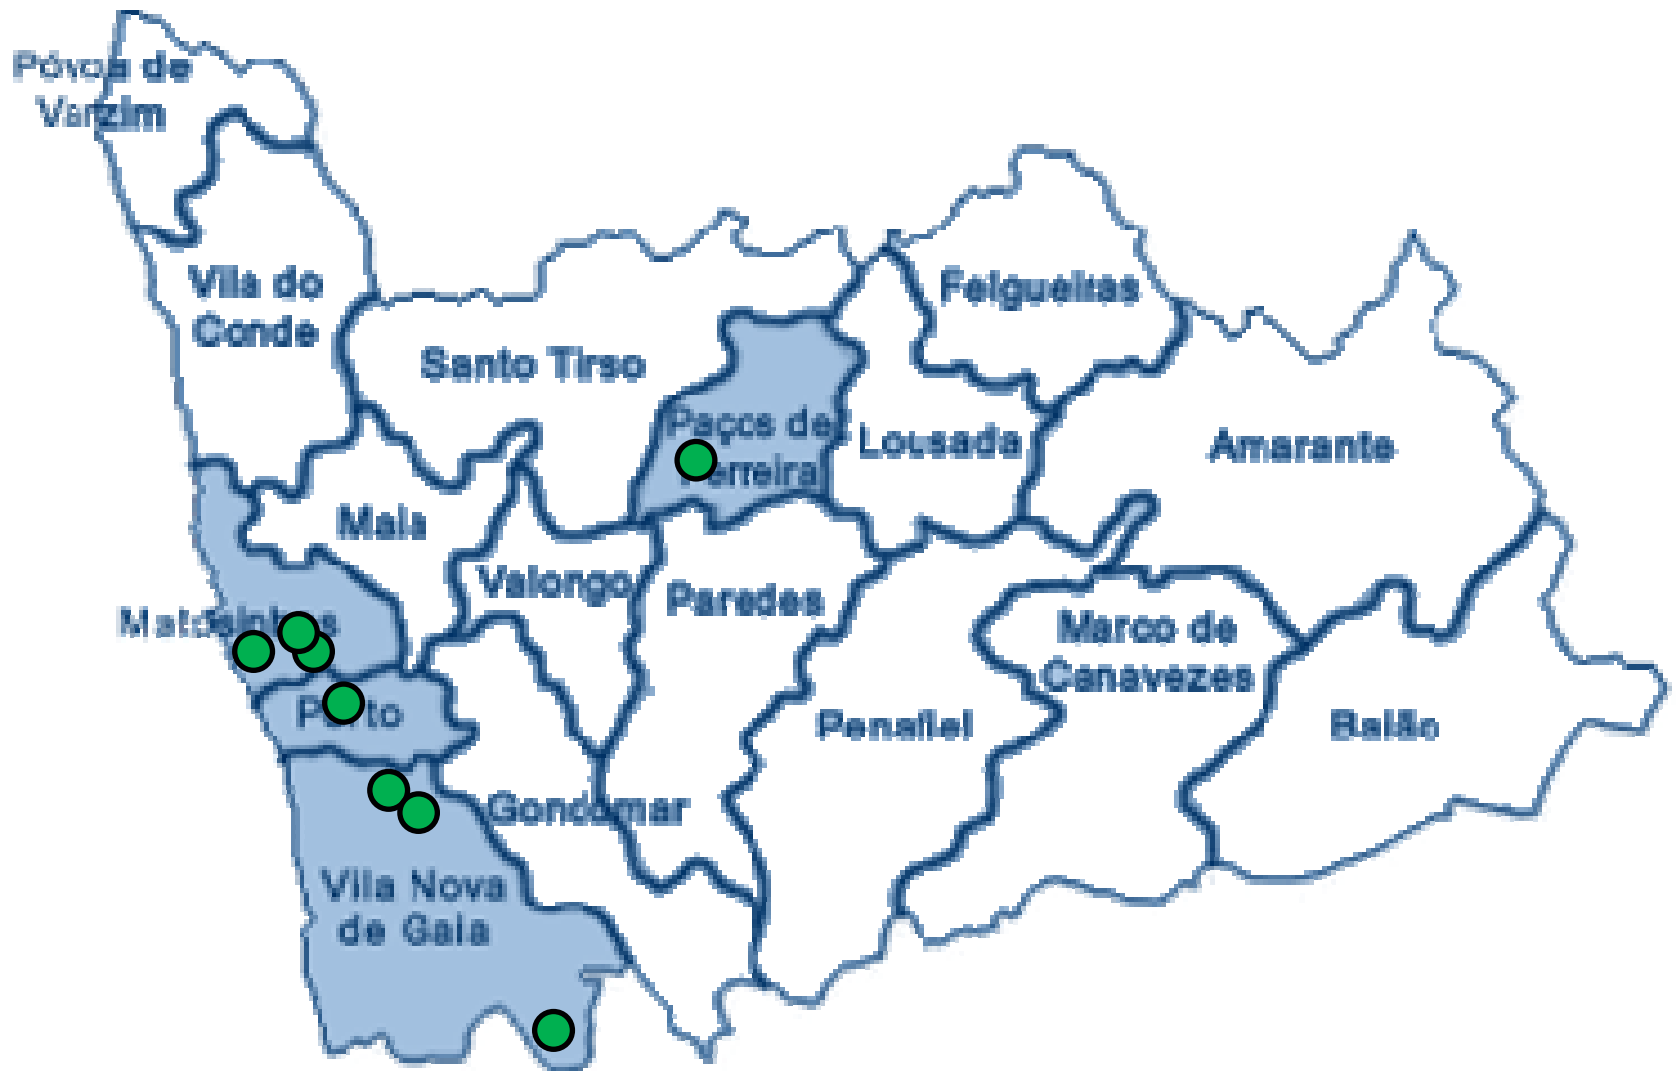 Póvoa de
Varzim
Vila do
Conde
Felgueiras
Santo Tirso
Paços de
Ferreira
Lousada
Amarante
Maia
Valongo
Paredes
Matosinhos
Marco de
Canavezes
Porto
Penafiel
Baião
Gondomar
Vila Nova
de Gaia